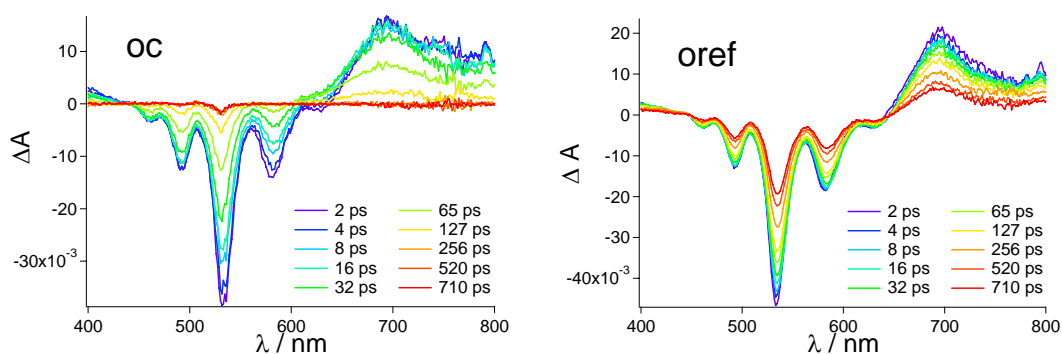 oc
ΔA
10
0
-10
-20
-30x10⁻³
2 ps
4 ps
8 ps
16 ps
32 ps
65 ps
127 ps
256 ps
520 ps
710 ps
400
500
600
700
800
λ / nm
oref
Δ A
20
10
0
-10
-20
-30
-40x10⁻³
2 ps
4 ps
8 ps
16 ps
32 ps
65 ps
127 ps
256 ps
520 ps
710 ps
400
500
600
700
800
λ / nm